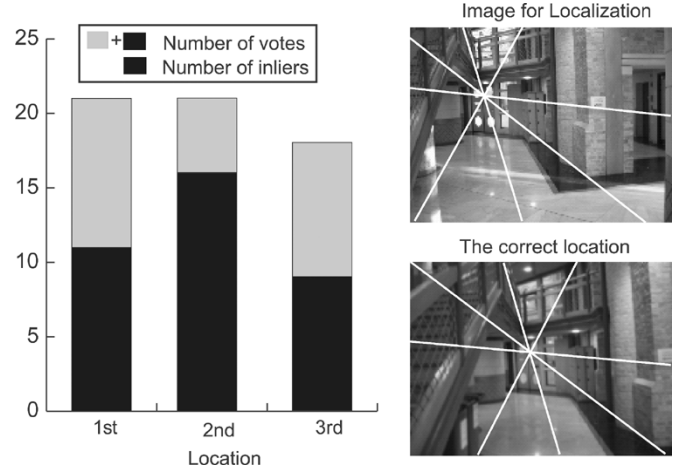 25
20
15
10
5
0
+ Number of votes
Number of inliers
1st 2nd 3rd
Location
Image for Localization
The correct location